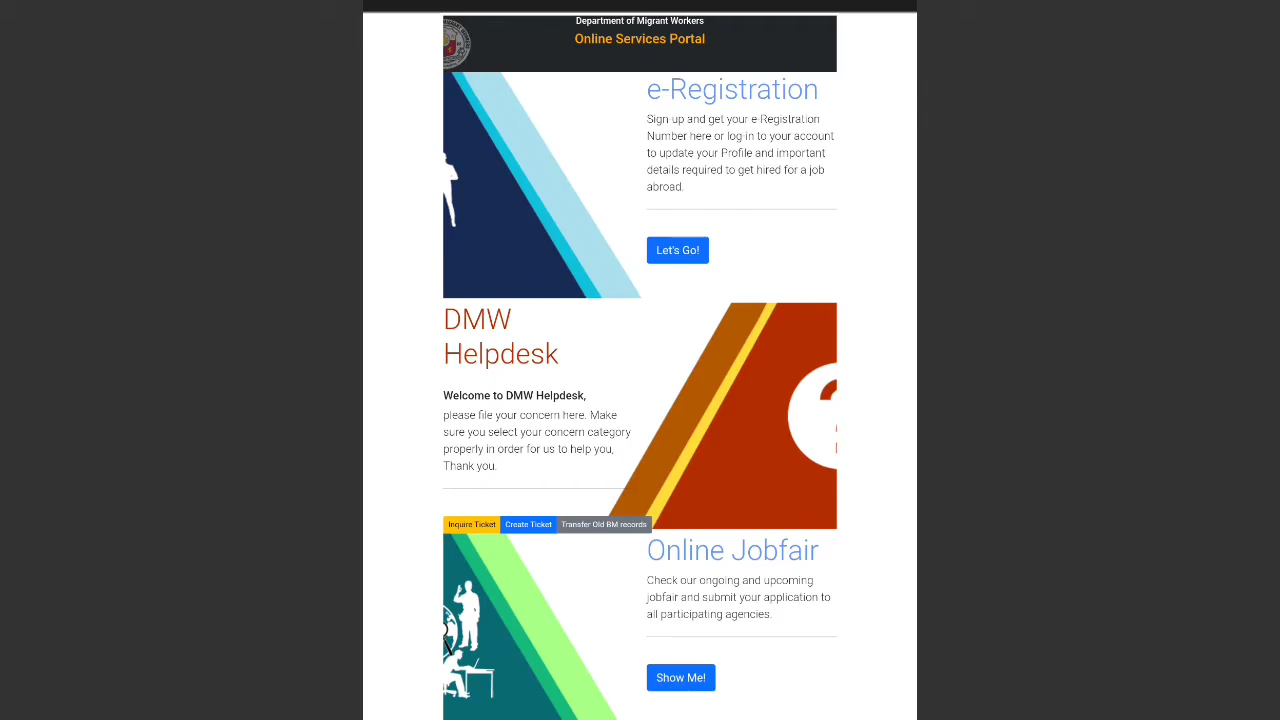 Department of Migrant Workers
Online Services Portal
e-Registration
Sign-up and get your e-Registration
Number here or log-in to your account
to update your Profile and important
details required to get hired for a job
abroad.
Let's Go!
DMW
Helpdesk
Welcome to DMW Helpdesk,
please file your concern here. Make
sure you select your concern category
properly in order for us to help you,
Thank you.
Inquire Ticket Create Ticket Transfer Old BM records
Online Jobfair
Check our ongoing and upcoming
jobfair and submit your application to
all participating agencies.
Show Me!